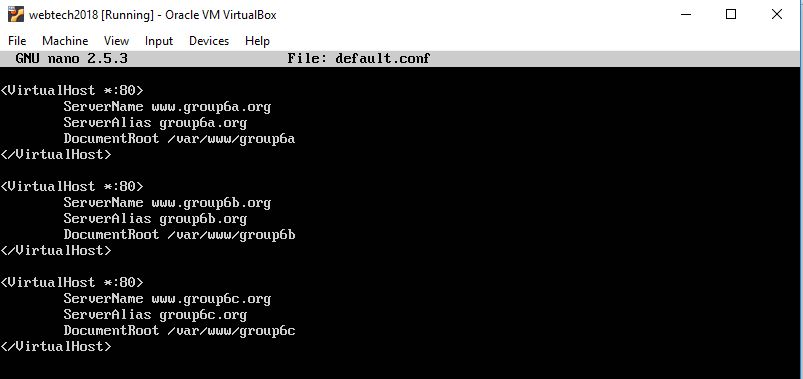 webtech2018 [Running] - Oracle VM VirtualBox
File Machine View Input Devices Help
GNU nano 2.5.3 File: default.conf
<VirtualHost *:80>
ServerName www.group6a.org
ServerAlias group6a.org
DocumentRoot /var/www/group6a
</VirtualHost>
<VirtualHost *:80>
ServerName www.group6b.org
ServerAlias group6b.org
DocumentRoot /var/www/group6b
</VirtualHost>
<VirtualHost *:80>
ServerName www.group6c.org
ServerAlias group6c.org
DocumentRoot /var/www/group6c
</VirtualHost>